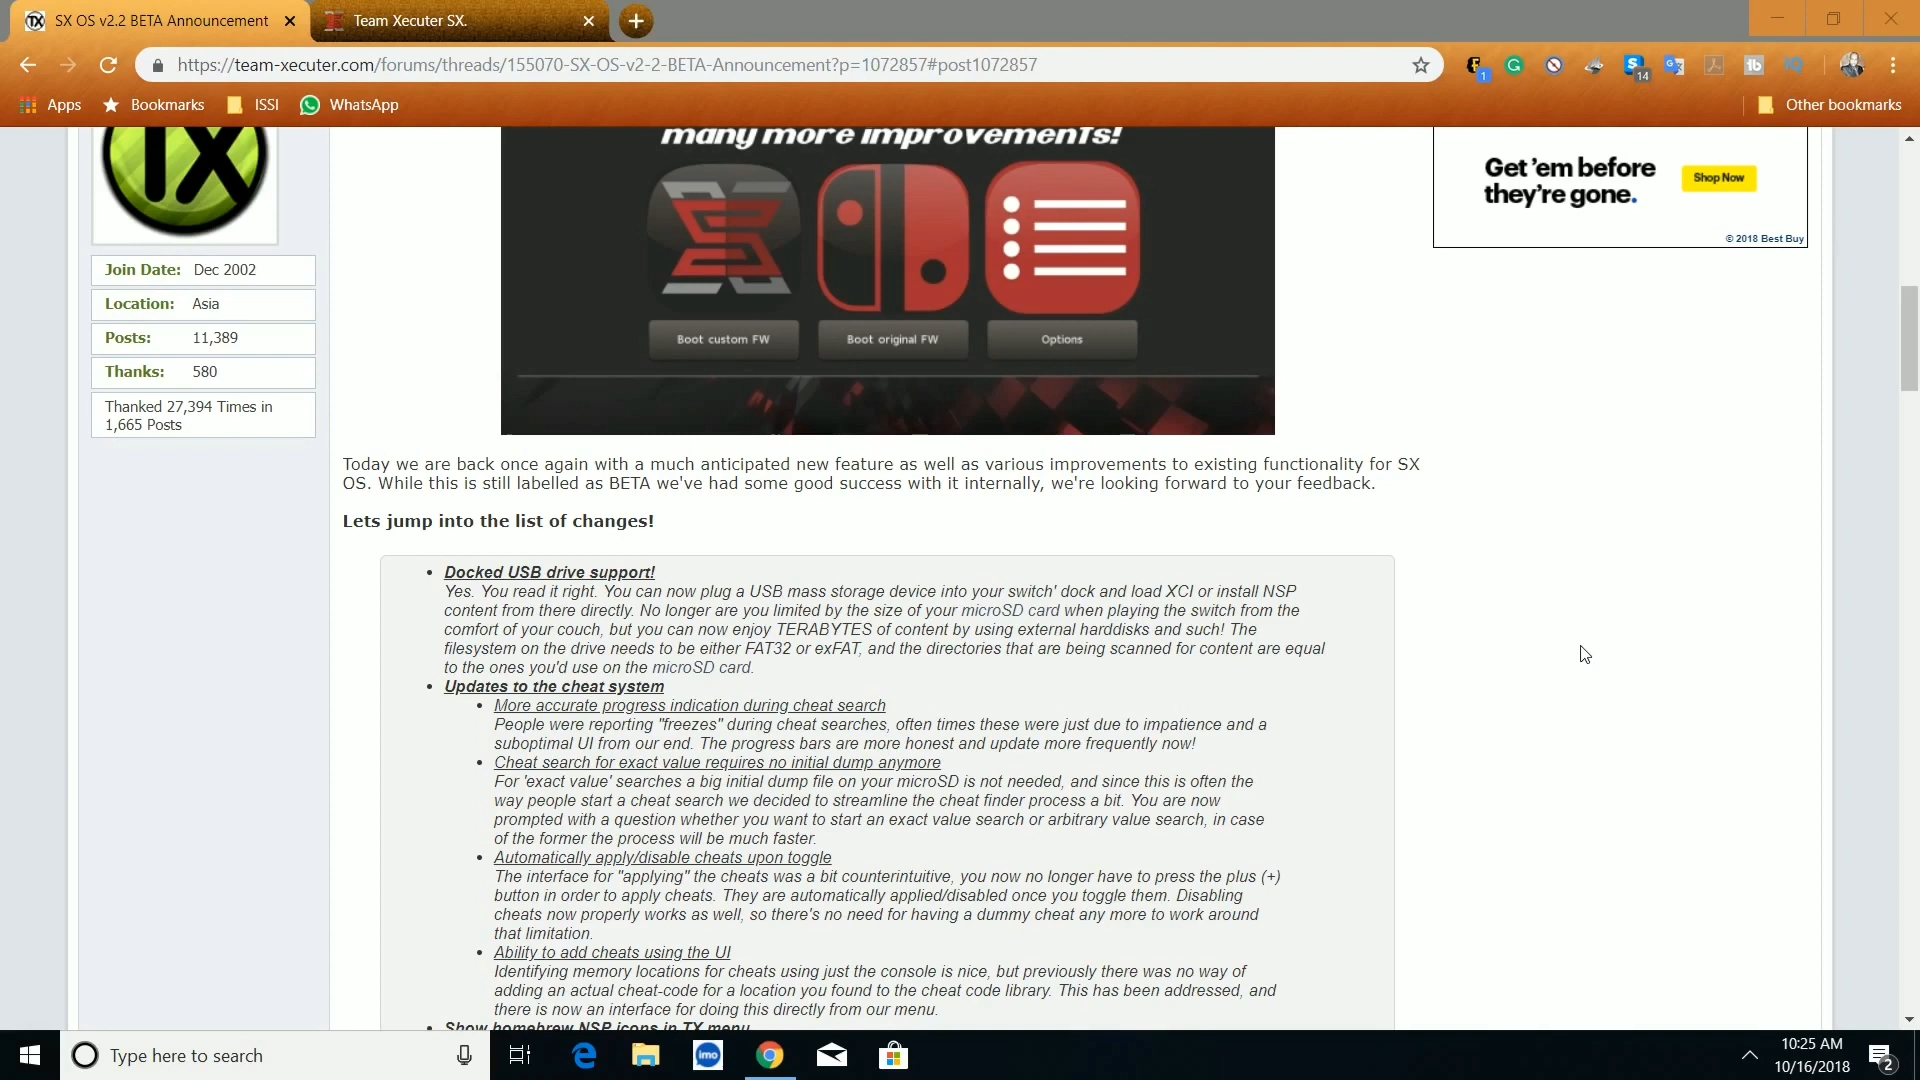 SX OS v2.2 BETA Announcement
Team Xecuter SX.
https://team-xecuter.com/forums/threads/155070-SX-OS-v2-2-BETA-Announcement?p=1072857#post1072857
1
14
Apps
Bookmarks
ISSI
WhatsApp
Other bookmarks
TX
Join Date: Dec 2002
Location: Asia
Posts: 11,389
Thanks: 580
Thanked 27,394 Times in
1,665 Posts
many more improvements!
Boot custom FW
Boot original FW
Options
Get 'em before
they're gone.
Shop Now
© 2018 Best Buy
Today we are back once again with a much anticipated new feature as well as various improvements to existing functionality for SX
OS. While this is still labelled as BETA we've had some good success with it internally, we're looking forward to your feedback.
Lets jump into the list of changes!
• Docked USB drive support!
Yes. You read it right. You can now plug a USB mass storage device into your switch' dock and load XCI or install NSP
content from there directly. No longer are you limited by the size of your microSD card when playing the switch from the
comfort of your couch, but you can now enjoy TERABYTES of content by using external harddisks and such! The
filesystem on the drive needs to be either FAT32 or exFAT, and the directories that are being scanned for content are equal
to the ones you'd use on the microSD card.
• Updates to the cheat system
• More accurate progress indication during cheat search
People were reporting "freezes" during cheat searches, often times these were just due to impatience and a
suboptimal UI from our end. The progress bars are more honest and update more frequently now!
• Cheat search for exact value requires no initial dump anymore
For 'exact value' searches a big initial dump file on your microSD is not needed, and since this is often the
way people start a cheat search we decided to streamline the cheat finder process a bit. You are now
prompted with a question whether you want to start an exact value search or arbitrary value search, in case
of the former the process will be much faster.
• Automatically apply/disable cheats upon toggle
The interface for "applying" the cheats was a bit counterintuitive, you now no longer have to press the plus (+)
button in order to apply cheats. They are automatically applied/disabled once you toggle them. Disabling
cheats now properly works as well, so there's no need for having a dummy cheat any more to work around
that limitation.
• Ability to add cheats using the UI
Identifying memory locations for cheats using just the console is nice, but previously there was no way of
adding an actual cheat-code for a location you found to the cheat code library. This has been addressed, and
there is now an interface for doing this directly from our menu.
• Show homebrew NSP icons in TX menu
Type here to search
imo
10:25 AM
10/16/2018
2